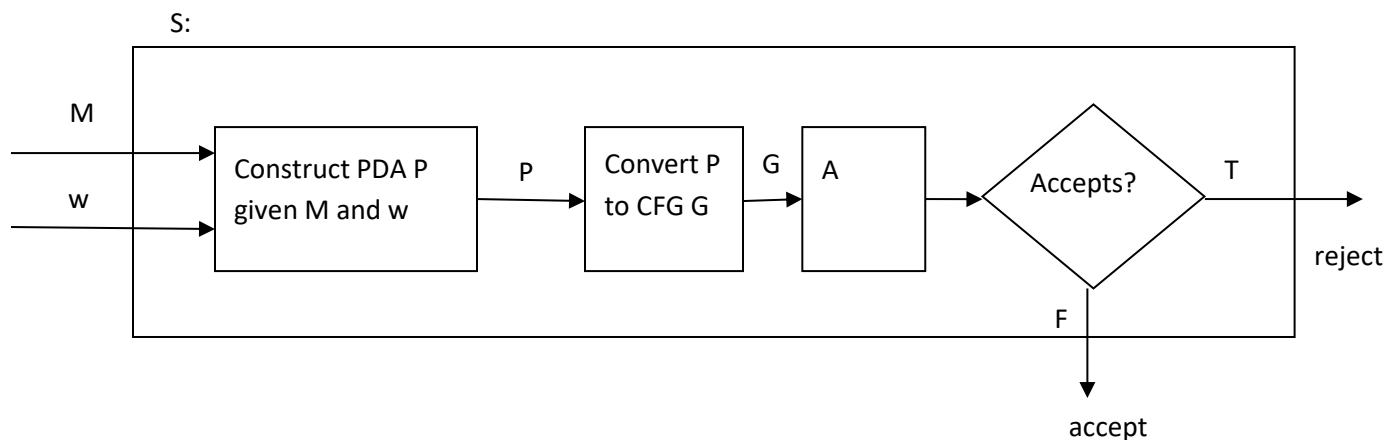 S:
M
w
Construct PDA P
given M and w
P
Convert P
to CFG G
G
A
Accepts?
T
reject
F
accept